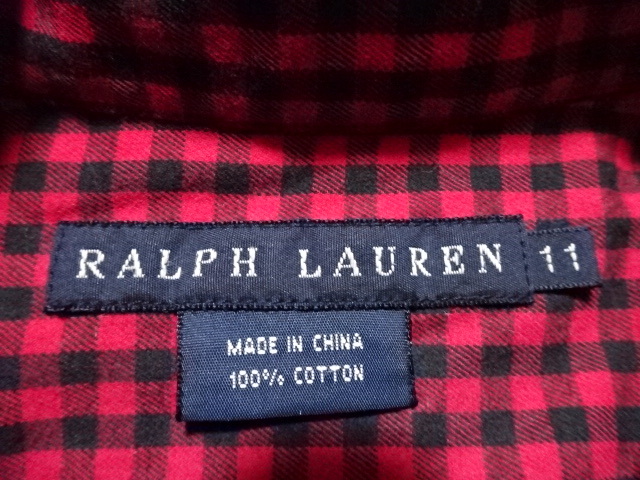 RALPH LAUREN 11
MADE IN CHINA
100% COTTON